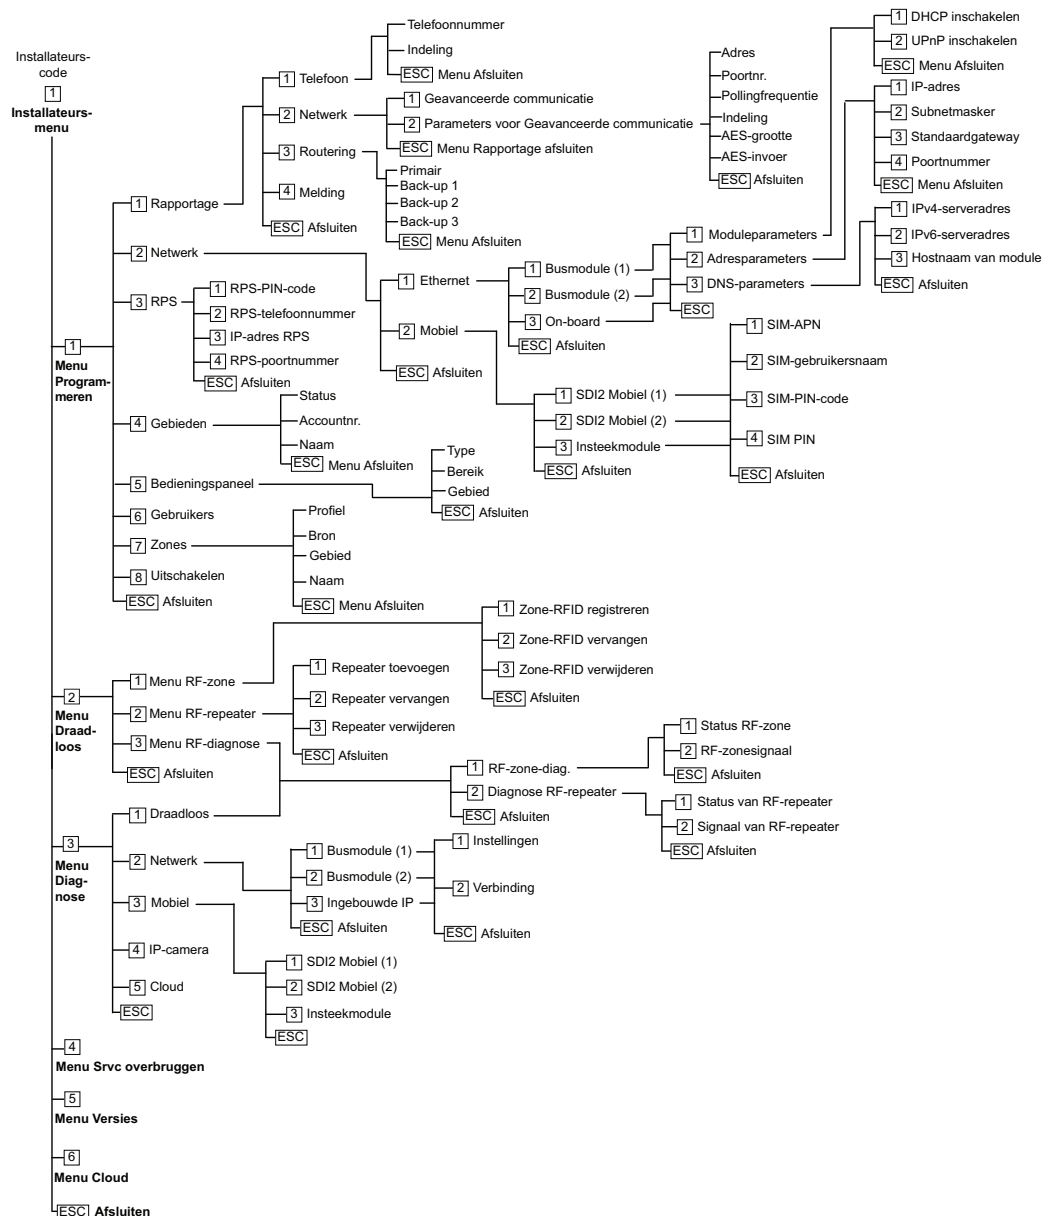 Installateurs-
code
1
Installateurs-
menu
1
Menu
Program-
meren
1 Rapportage
1 Telefoon
Telefoonnummer
Indeling
ESC Menu Afsluiten
2 Netwerk
1 Geavanceerde communicatie
2 Parameters voor Geavanceerde communicatie
Adres
Poortnr.
Pollingfrequentie
Indeling
AES-grootte
AES-invoer
ESC Afsluiten
ESC Menu Rapportage afsluiten
3 Routering
Primair
Back-up 1
Back-up 2
Back-up 3
ESC Menu Afsluiten
4 Melding
ESC Afsluiten
2 Netwerk
1 Ethernet
1 Busmodule (1)
2 Busmodule (2)
3 On-board
ESC Afsluiten
1 Moduleparameters
1 DHCP inschakelen
2 UPnP inschakelen
ESC Menu Afsluiten
2 Adresparameters
1 IP-adres
2 Subnetmasker
3 Standaardgateway
4 Poortnummer
ESC Menu Afsluiten
3 DNS-parameters
1 IPv4-serveradres
2 IPv6-serveradres
3 Hostnaam van module
ESC Afsluiten
ESC
2 Mobiel
1 SDI2 Mobiel (1)
2 SDI2 Mobiel (2)
3 Insteekmodule
ESC Afsluiten
1 SIM-APN
2 SIM-gebruikersnaam
3 SIM-PIN-code
4 SIM PIN
ESC Afsluiten
ESC Afsluiten
3 RPS
1 RPS-PIN-code
2 RPS-telefoonnummer
3 IP-adres RPS
4 RPS-poortnummer
ESC Afsluiten
4 Gebieden
Status
Accountnr.
Naam
ESC Menu Afsluiten
5 Bedieningspaneel
Type
Bereik
Gebied
ESC Afsluiten
6 Gebruikers
7 Zones
Profiel
Bron
Gebied
Naam
ESC Menu Afsluiten
8 Uitschakelen
ESC Afsluiten
2
Menu
Draad-
loos
1 Menu RF-zone
1 Zone-RFID registreren
2 Zone-RFID vervangen
3 Zone-RFID verwijderen
ESC Afsluiten
2 Menu RF-repeater
1 Repeater toevoegen
2 Repeater vervangen
3 Repeater verwijderen
ESC Afsluiten
3 Menu RF-diagnose
ESC Afsluiten
1 RF-zone-diag.
1 Status RF-zone
2 RF-zonesignaal
ESC Afsluiten
2 Diagnose RF-repeater
1 Status van RF-repeater
2 Signaal van RF-repeater
ESC Afsluiten
ESC Afsluiten
3
Menu
Diag-
nose
1 Draadloos
2 Netwerk
1 Busmodule (1)
2 Busmodule (2)
3 Ingebouwde IP
ESC Afsluiten
1 Instellingen
2 Verbinding
ESC Afsluiten
3 Mobiel
1 SDI2 Mobiel (1)
2 SDI2 Mobiel (2)
3 Insteekmodule
ESC
4 IP-camera
5 Cloud
ESC
4
Menu Srvc overbruggen
5
Menu Versies
6
Menu Cloud
ESC Afsluiten